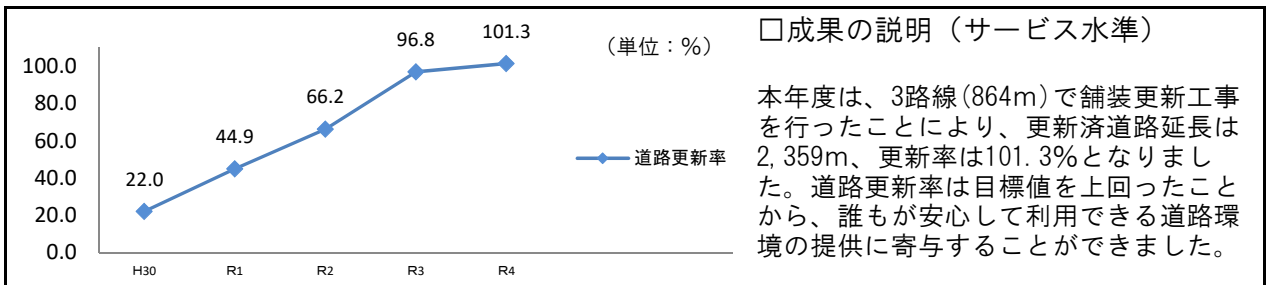 (単位:%)
100.0
80.0
60.0
40.0
20.0
0.0
22.0
44.9
66.2
96.8
101.3
H30
R1
R2
R3
R4
道路更新率
□成果の説明(サービス水準)
本年度は、3路線(864m)で舗装更新工事
を行ったことにより、更新済道路延長は
2,359m、更新率は101.3%となりまし
た。道路更新率は目標値を上回ったこと
から、誰もが安心して利用できる道路環
境の提供に寄与することができました。